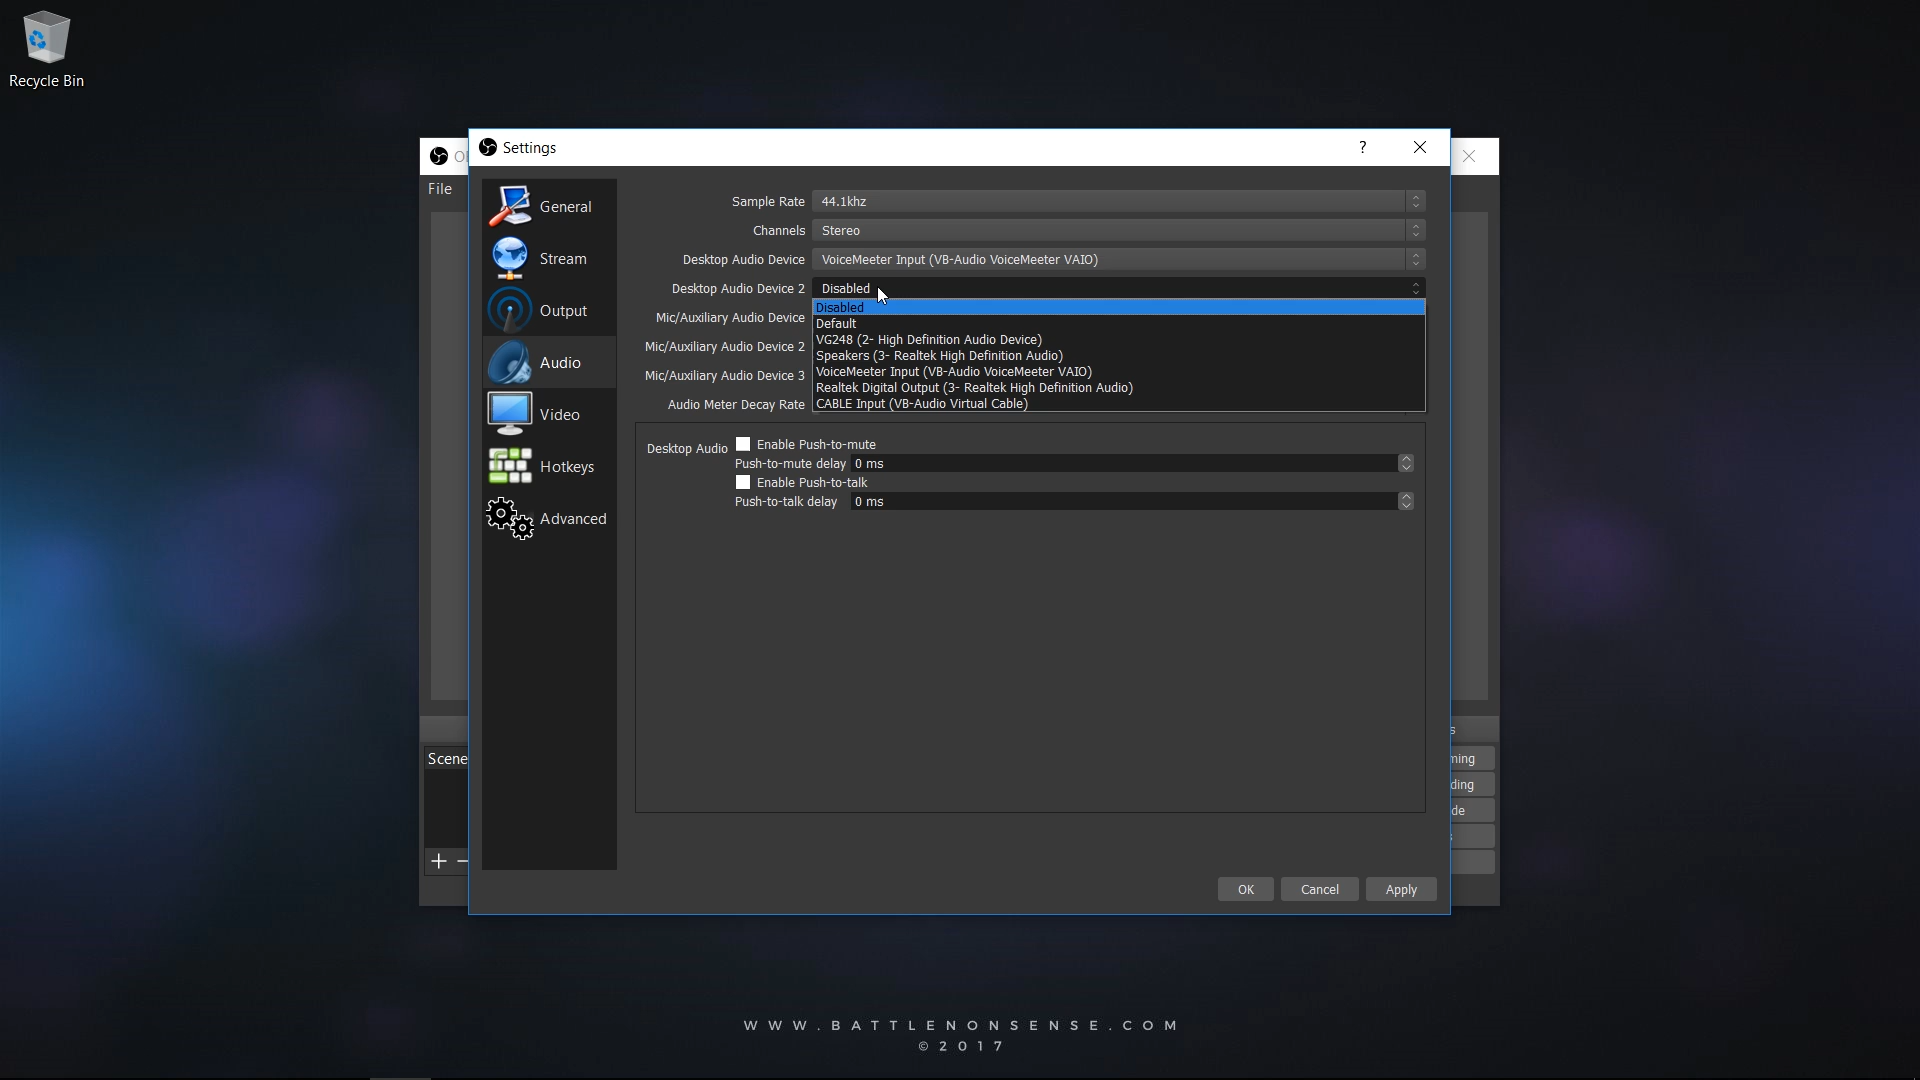 Recycle Bin
Settings
?
File
General
Stream
Output
Audio
Video
Hotkeys
Advanced
Sample Rate 44.1khz
Channels Stereo
Desktop Audio Device VoiceMeeter Input (VB-Audio VoiceMeeter VAIO)
Desktop Audio Device 2 Disabled
Mic/Auxiliary Audio Device
Mic/Auxiliary Audio Device 2
Mic/Auxiliary Audio Device 3
Audio Meter Decay Rate
Disabled
Default
VG248 (2- High Definition Audio Device)
Speakers (3- Realtek High Definition Audio)
VoiceMeeter Input (VB-Audio VoiceMeeter VAIO)
Realtek Digital Output (3- Realtek High Definition Audio)
CABLE Input (VB-Audio Virtual Cable)
Desktop Audio
Enable Push-to-mute
Push-to-mute delay 0 ms
Enable Push-to-talk
Push-to-talk delay 0 ms
Scene
OK
Cancel
Apply
WWW.BATTLENONSENSE.COM
© 2017